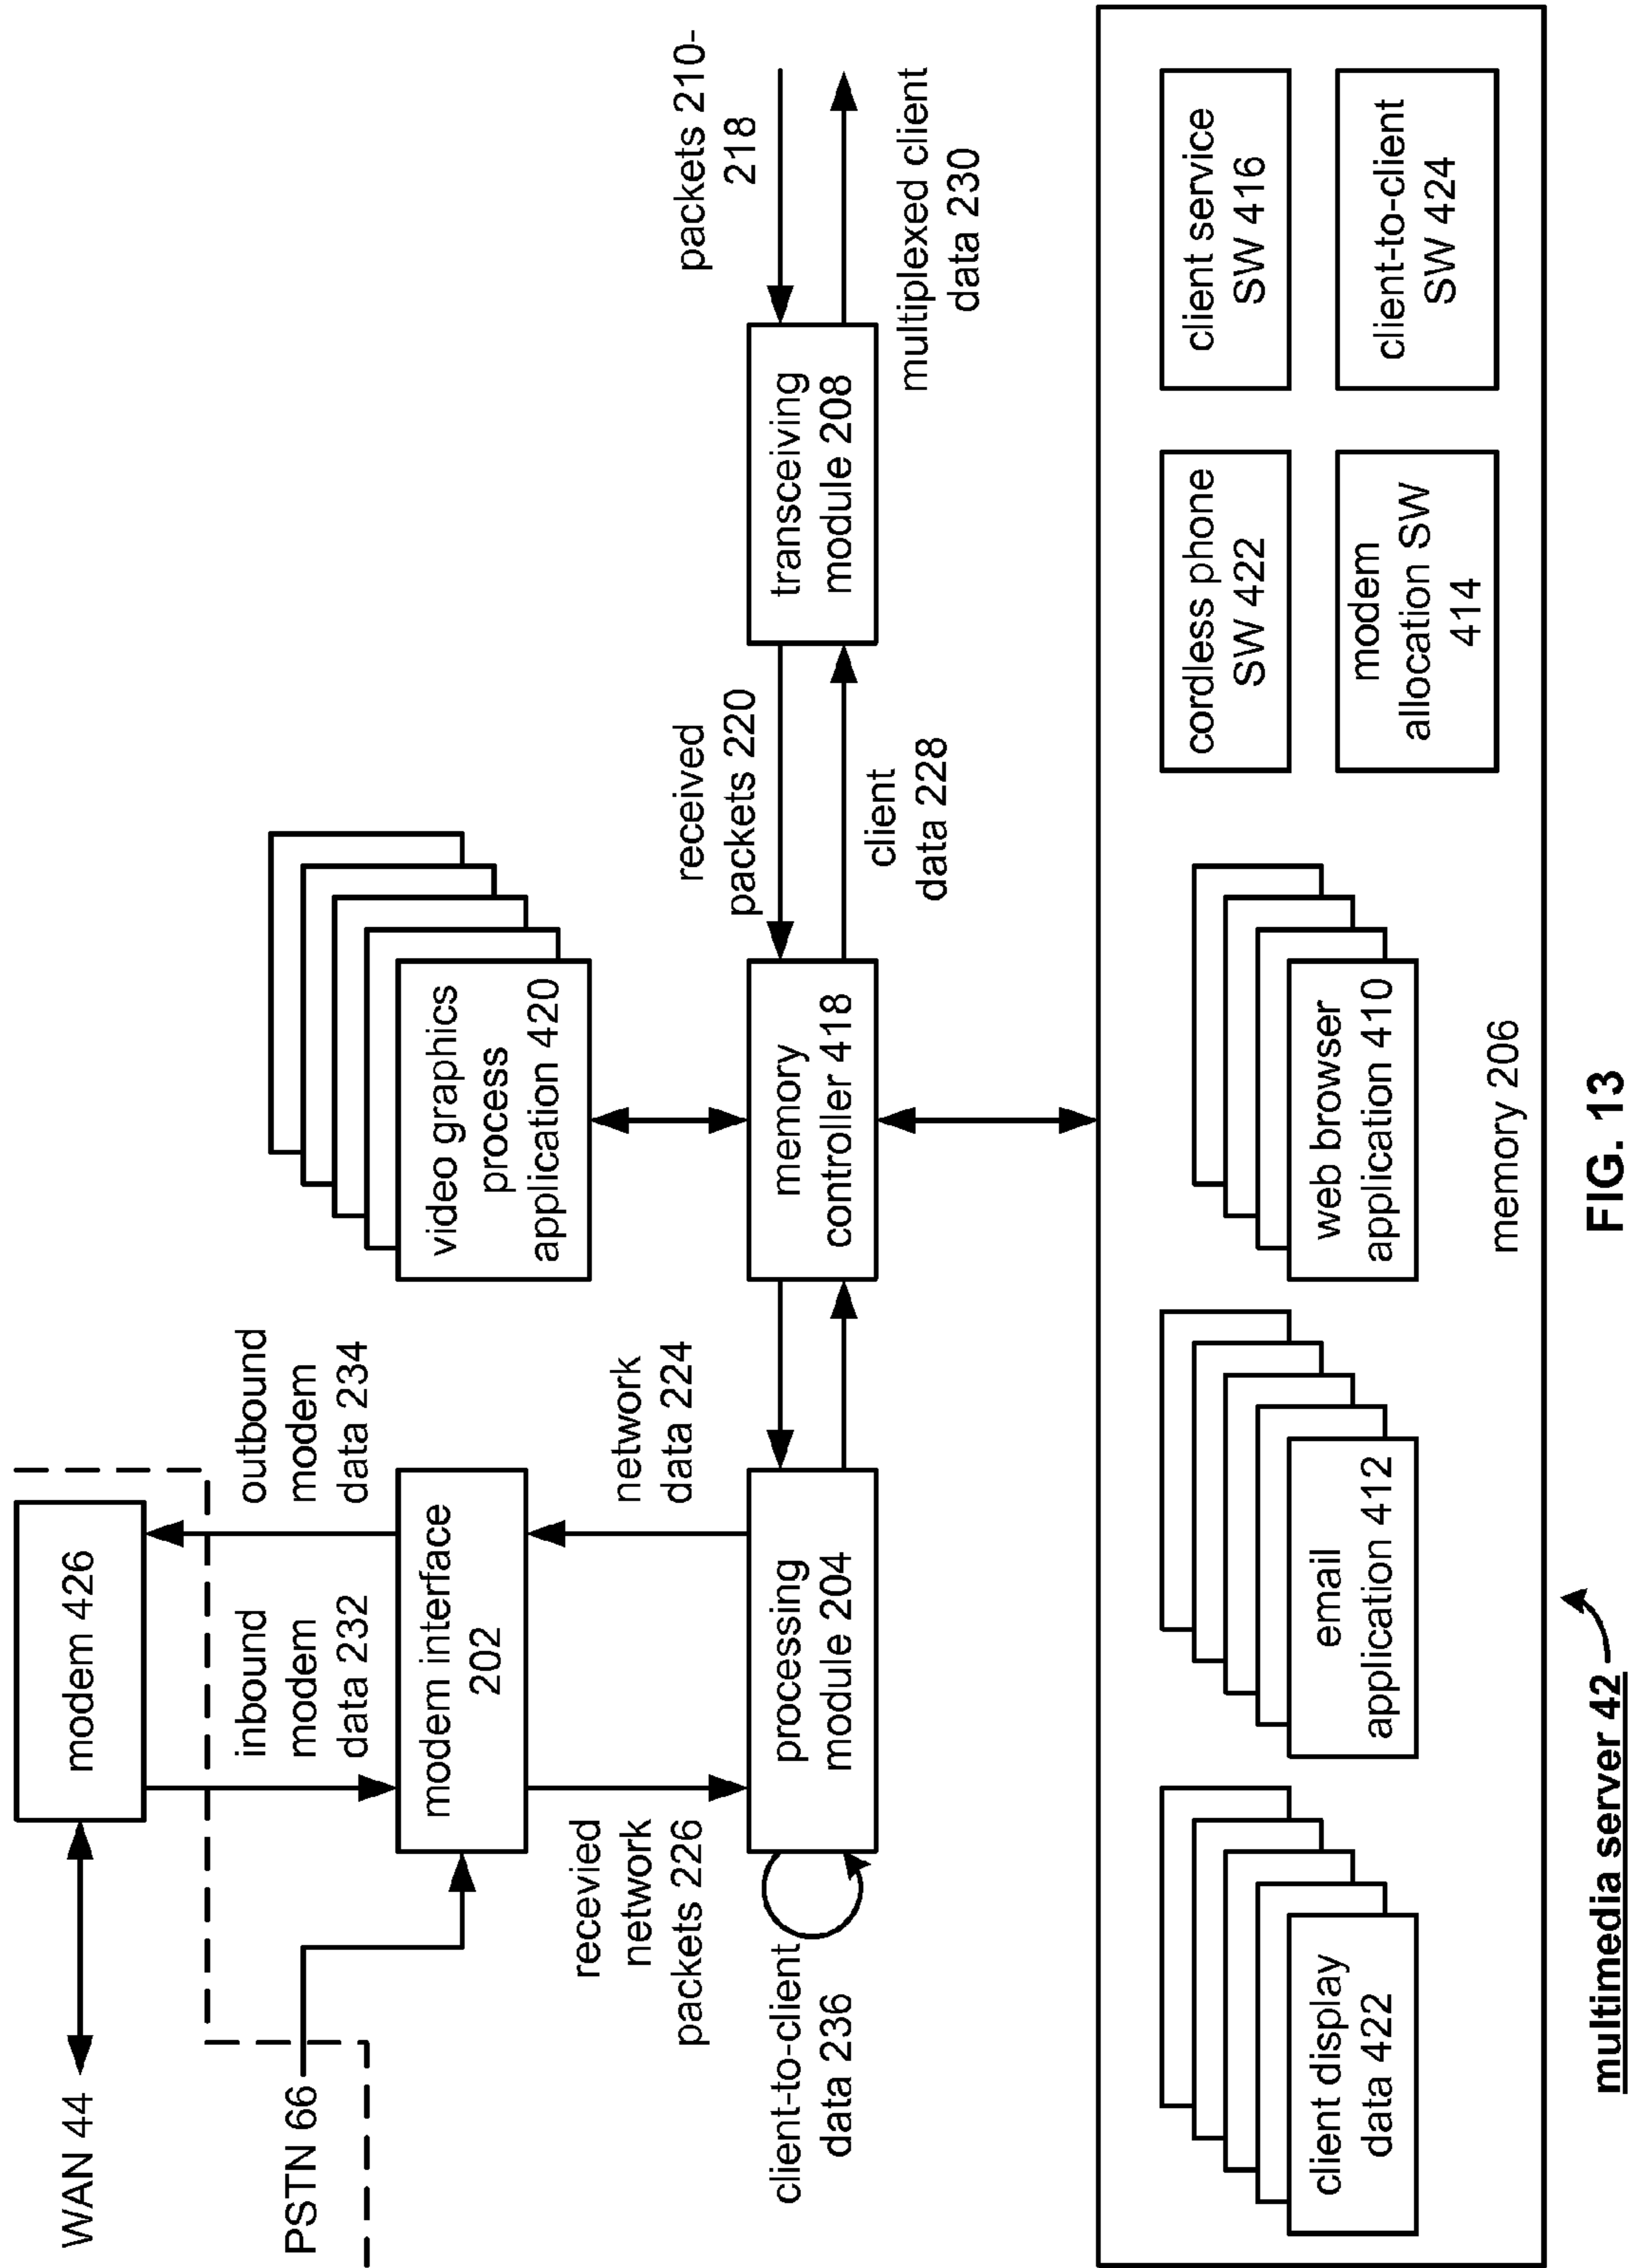 WAN 44
modem 426
PSTN 66
inbound
modem
data 232
outbound
modem
data 234
modem interface
202
video graphics
process
application 420
recevied
network
packets 226
network
data 224
received
packets 220
packets 210-
218
client-to-client
data 236
processing
module 204
memory
controller 418
transceiving
module 208
client
data 228
multiplexed client
data 230
client display
data 422
email
application 412
web browser
application 410
cordless phone
SW 422
client service
SW 416
modem
allocation SW
414
client-to-client
SW 424
memory 206
multimedia server 42
FIG. 13